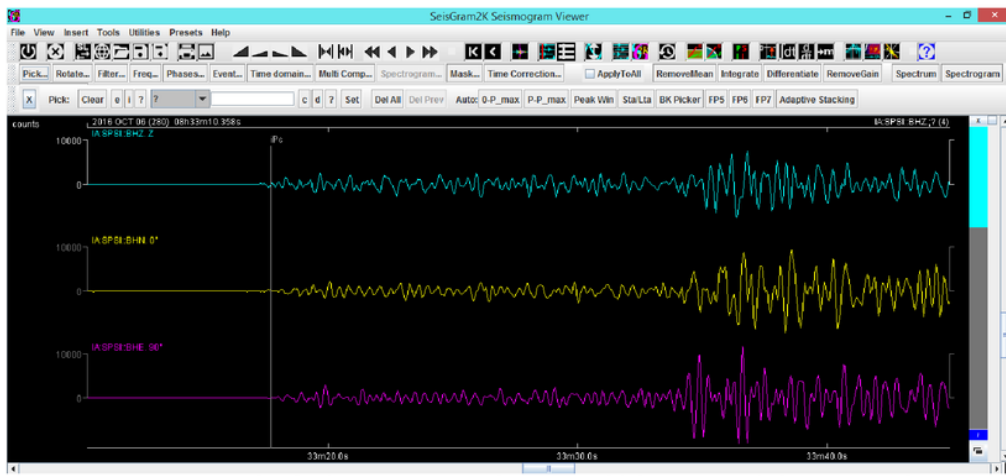 SeisGram2K Seismogram Viewer
File View Insert Tools Utilities Presets Help
Pick... Rotate... Filter... Freq... Phases... Event... Time domain... Multi Comp... Spectrogram... Mask... Time Correction... ApplyToAll RemoveMean Integrate Differentiate RemoveGain Spectrum Spectrogram
X Pick: Clear e i ? ? c d ? Set Del All Del Prev Auto: 0-P_max P-P_max Peak Win Sta/Lta BK Picker FP5 FP6 FP7 Adaptive Stacking
counts 2016 OCT 06 (280) 08h33m10.358s IA:SPSI::BHZ:;? (4)
IA:SPSI::BHZ.Z
iPc
10000
0
IA:SPSI::BHN.0°
10000
0
IA:SPSI::BHE.90°
10000
0
33m20.0s 33m30.0s 33m40.0s